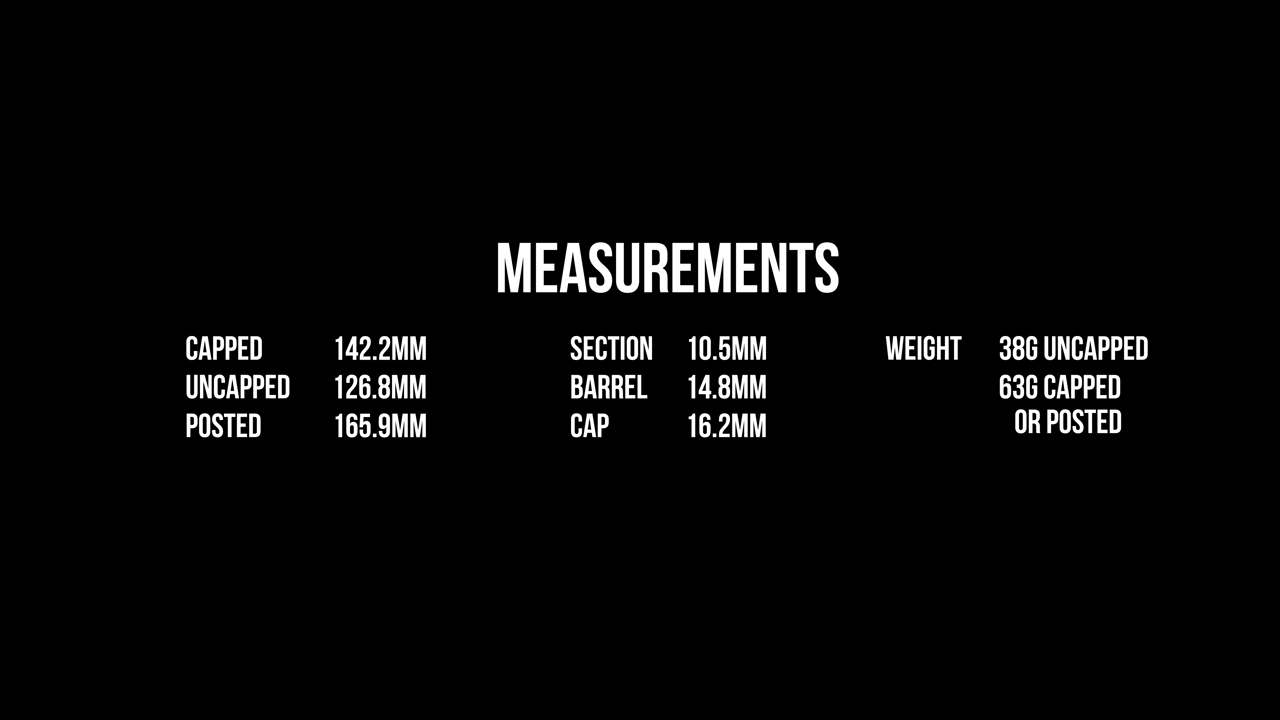 MEASUREMENTS
CAPPED 142.2MM
UNCAPPED 126.8MM
POSTED 165.9MM
SECTION 10.5MM
BARREL 14.8MM
CAP 16.2MM
WEIGHT 38G UNCAPPED
63G CAPPED
OR POSTED